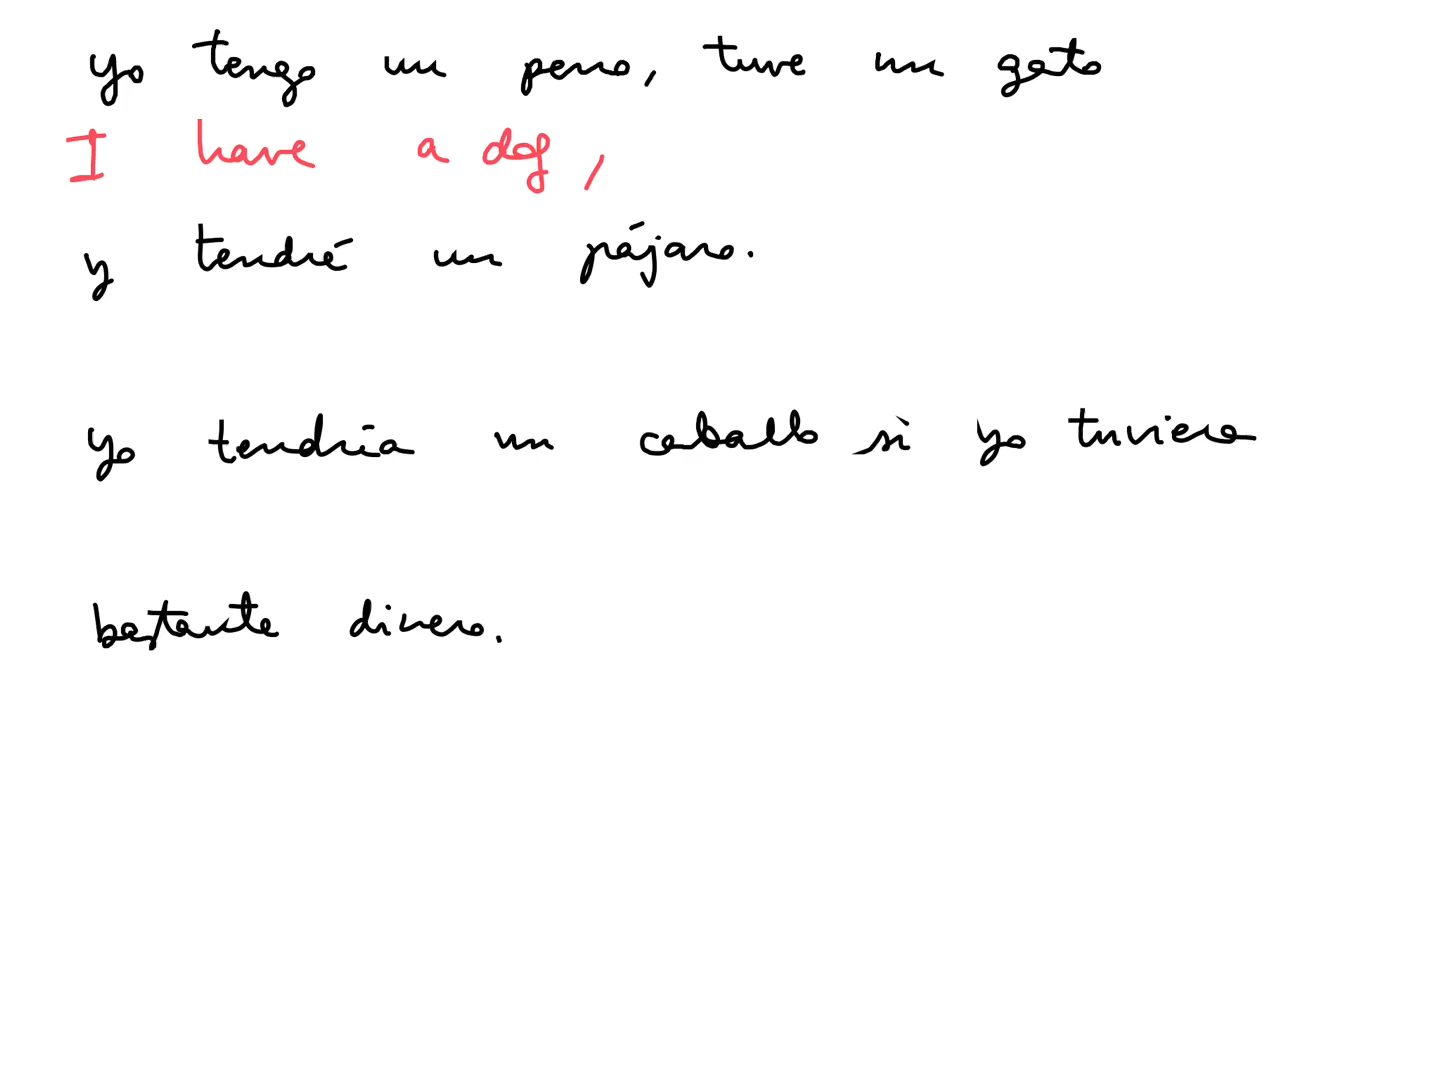 yo tengo un perro, tuve un gato
I have a dog,
y tendré un pájaro.
yo tendría un caballo si yo tuviera
bastante dinero.